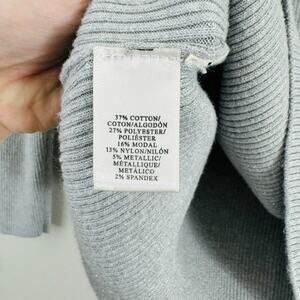 37% COTTON/
COTON/ALGODÓN
27% POLYESTER/
POLIÉSTER
16% MODAL
13% NYLON/NILÓN
5% METALLIC/
MÉTALLIQUE/
METÁLICO
2% SPANDEX